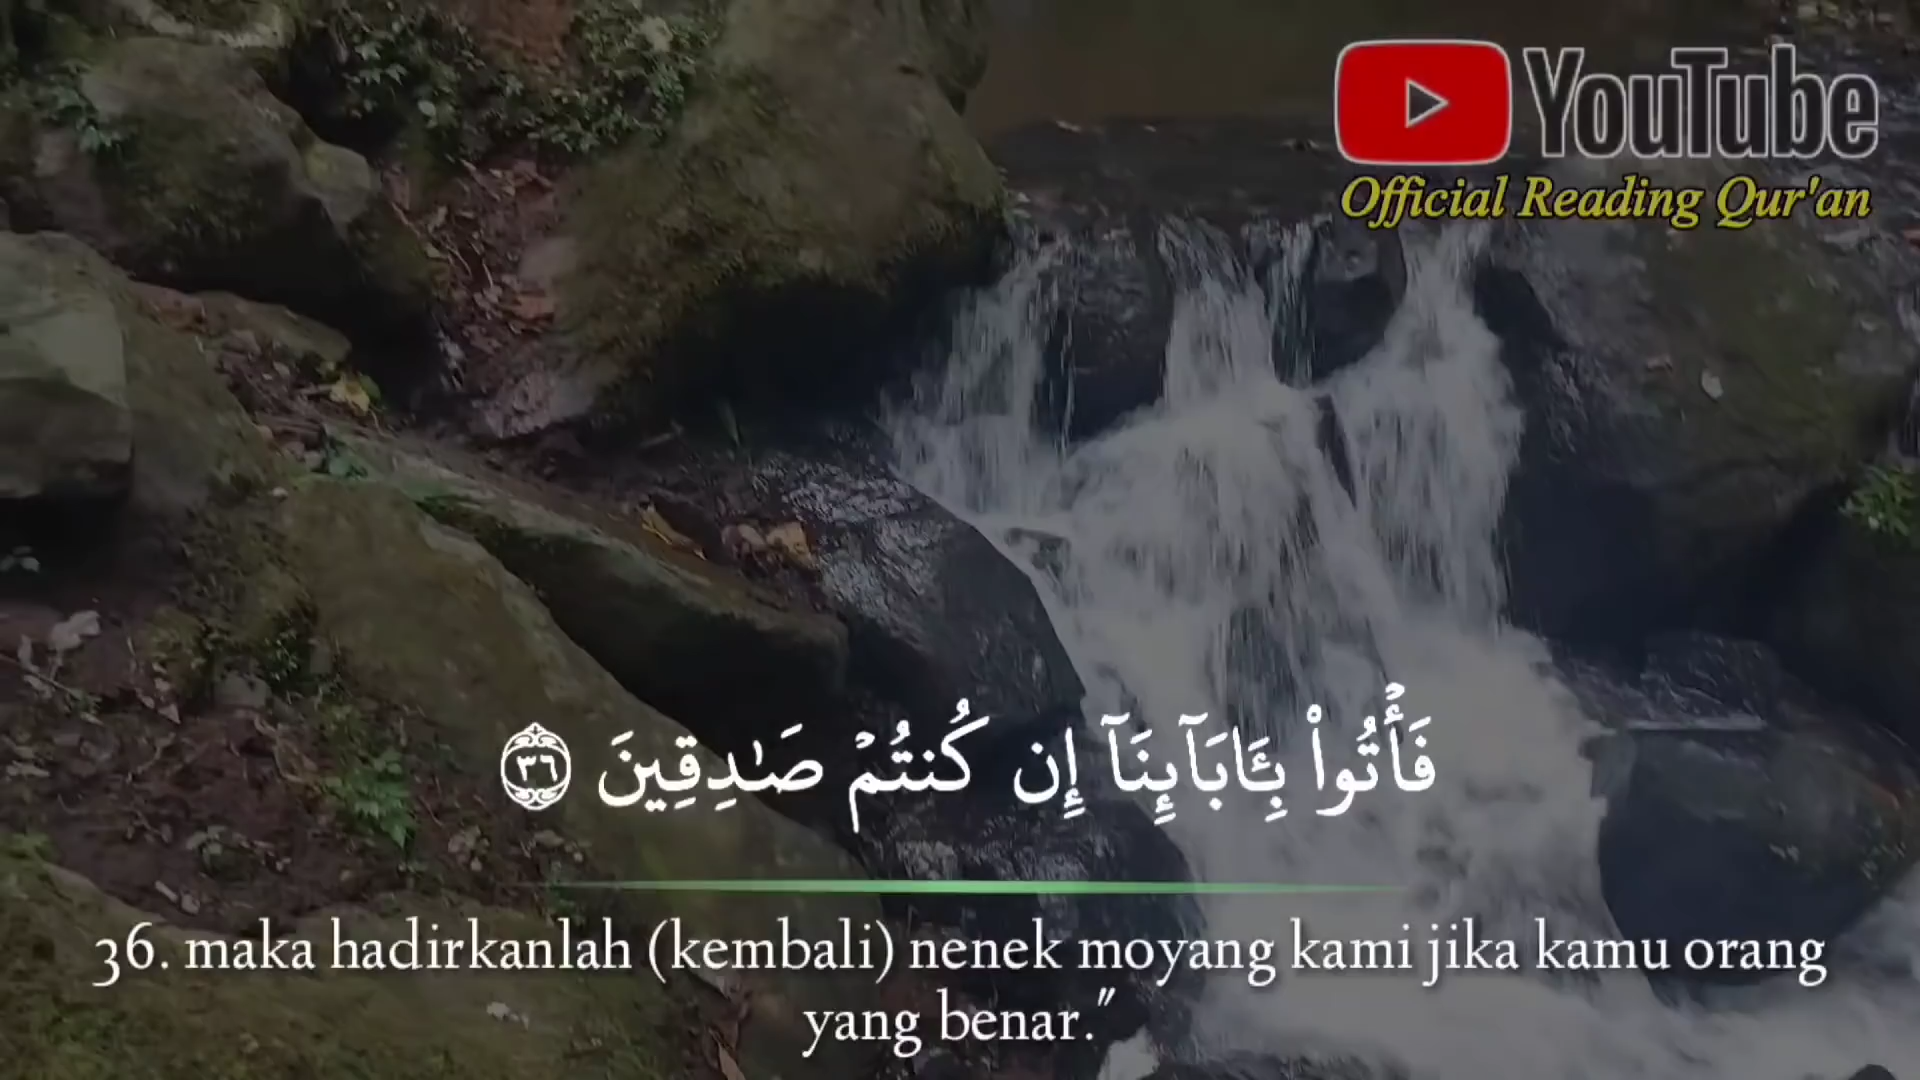 YouTube
Official Reading Qur'an
فَأۡتُواْ بِـَٔابَآئِنَآ إِن كُنتُمۡ صَٰدِقِينَ ٣٦
36. maka hadirkanlah (kembali) nenek moyang kami jika kamu orang
yang benar."